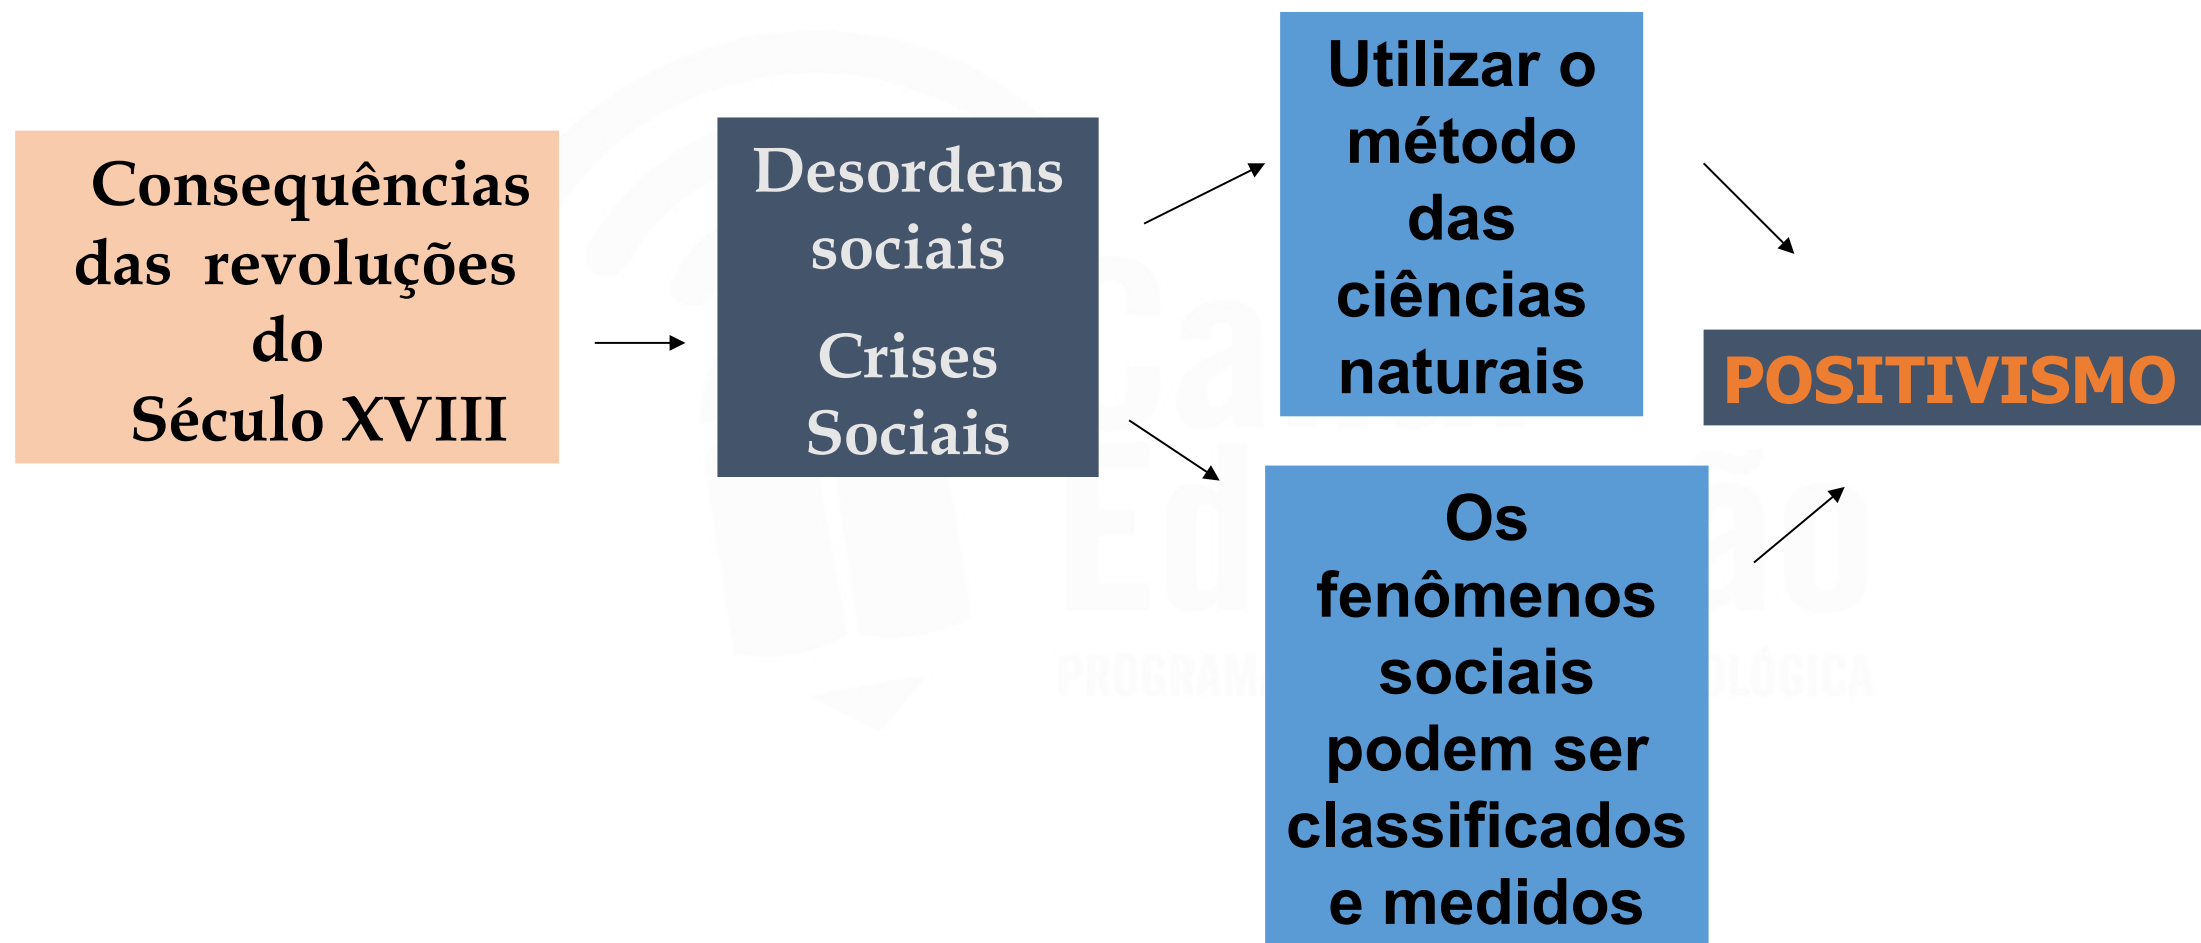 Consequências
das revoluções
do
Século XVIII
Desordens
sociais
Crises
Sociais
Utilizar o
método
das
ciências
naturais
Os
fenômenos
sociais
podem ser
classificados
e medidos
POSITIVISMO